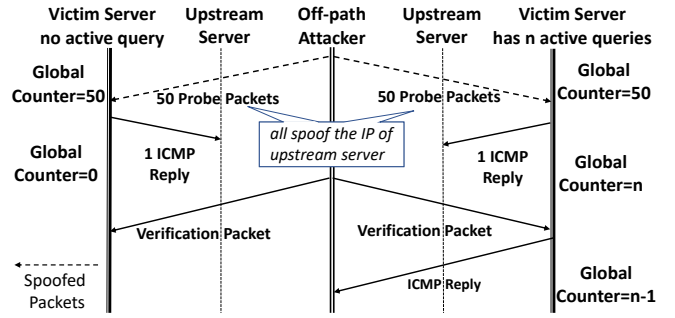 Victim Server
no active query
Upstream
Server
Off-path
Attacker
Upstream
Server
Victim Server
has n active queries
Global
Counter=50
50 Probe Packets
50 Probe Packets
Global
Counter=50
all spoof the IP of
upstream server
1 ICMP
Reply
1 ICMP
Reply
Global
Counter=0
Global
Counter=n
Verification Packet
Verification Packet
Spoofed
Packets
ICMP Reply
Global
Counter=n-1